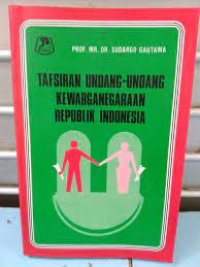 PROF. MR. DR. SUDARGO GAUTAMA
TAFSIRAN UNDANG-UNDANG
KEWARGANEGARAAN
REPUBLIK INDONESIA